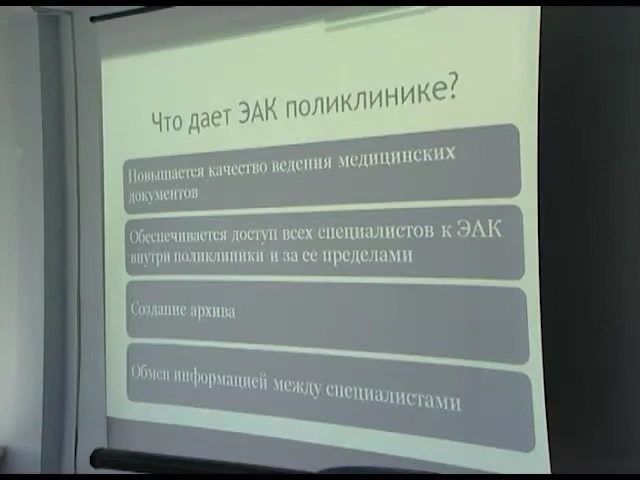 Что дает ЭАК поликлинике?
Повышается качество ведения медицинских
документов
Обеспечивается доступ всех специалистов к ЭАК
внутри поликлиники и за ее пределами
Создание архива
Обмен информацией между специалистами